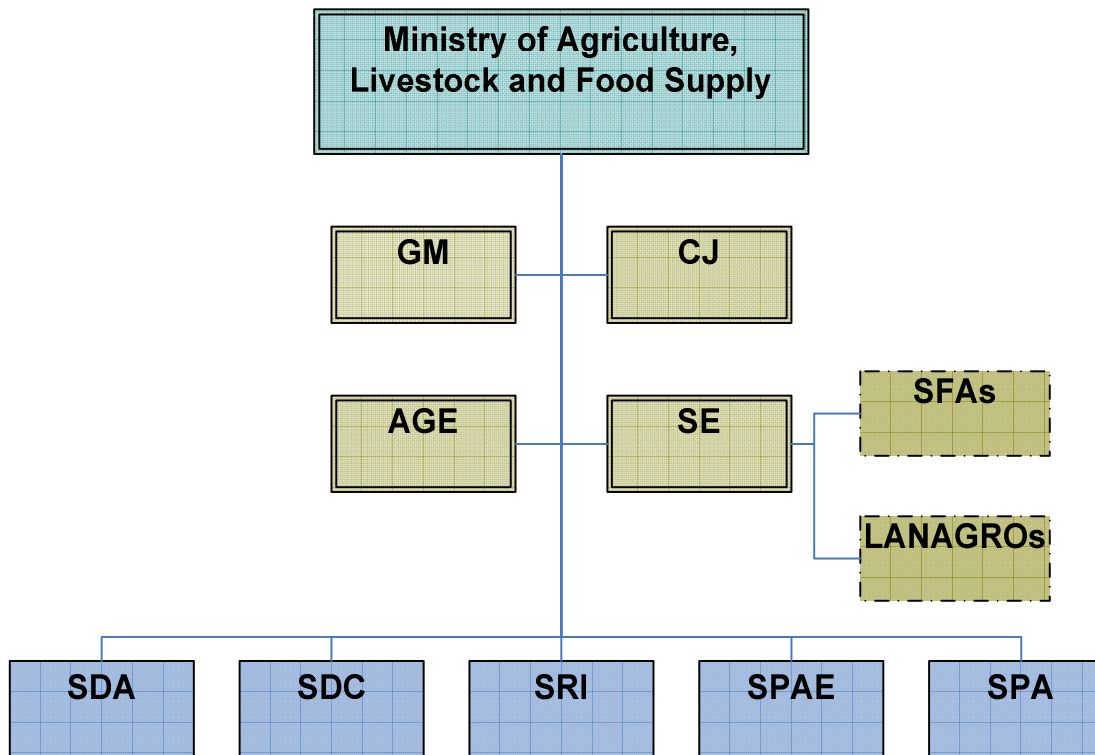 Ministry of Agriculture,
Livestock and Food Supply
GM
CJ
AGE
SE
SFAs
LANAGROs
SDA
SDC
SRI
SPAE
SPA